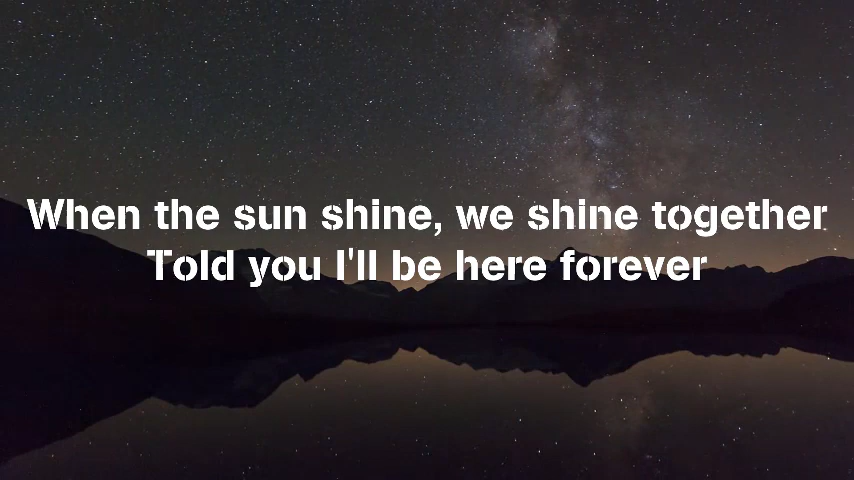 When the sun shine, we shine together
Told you I'll be here forever